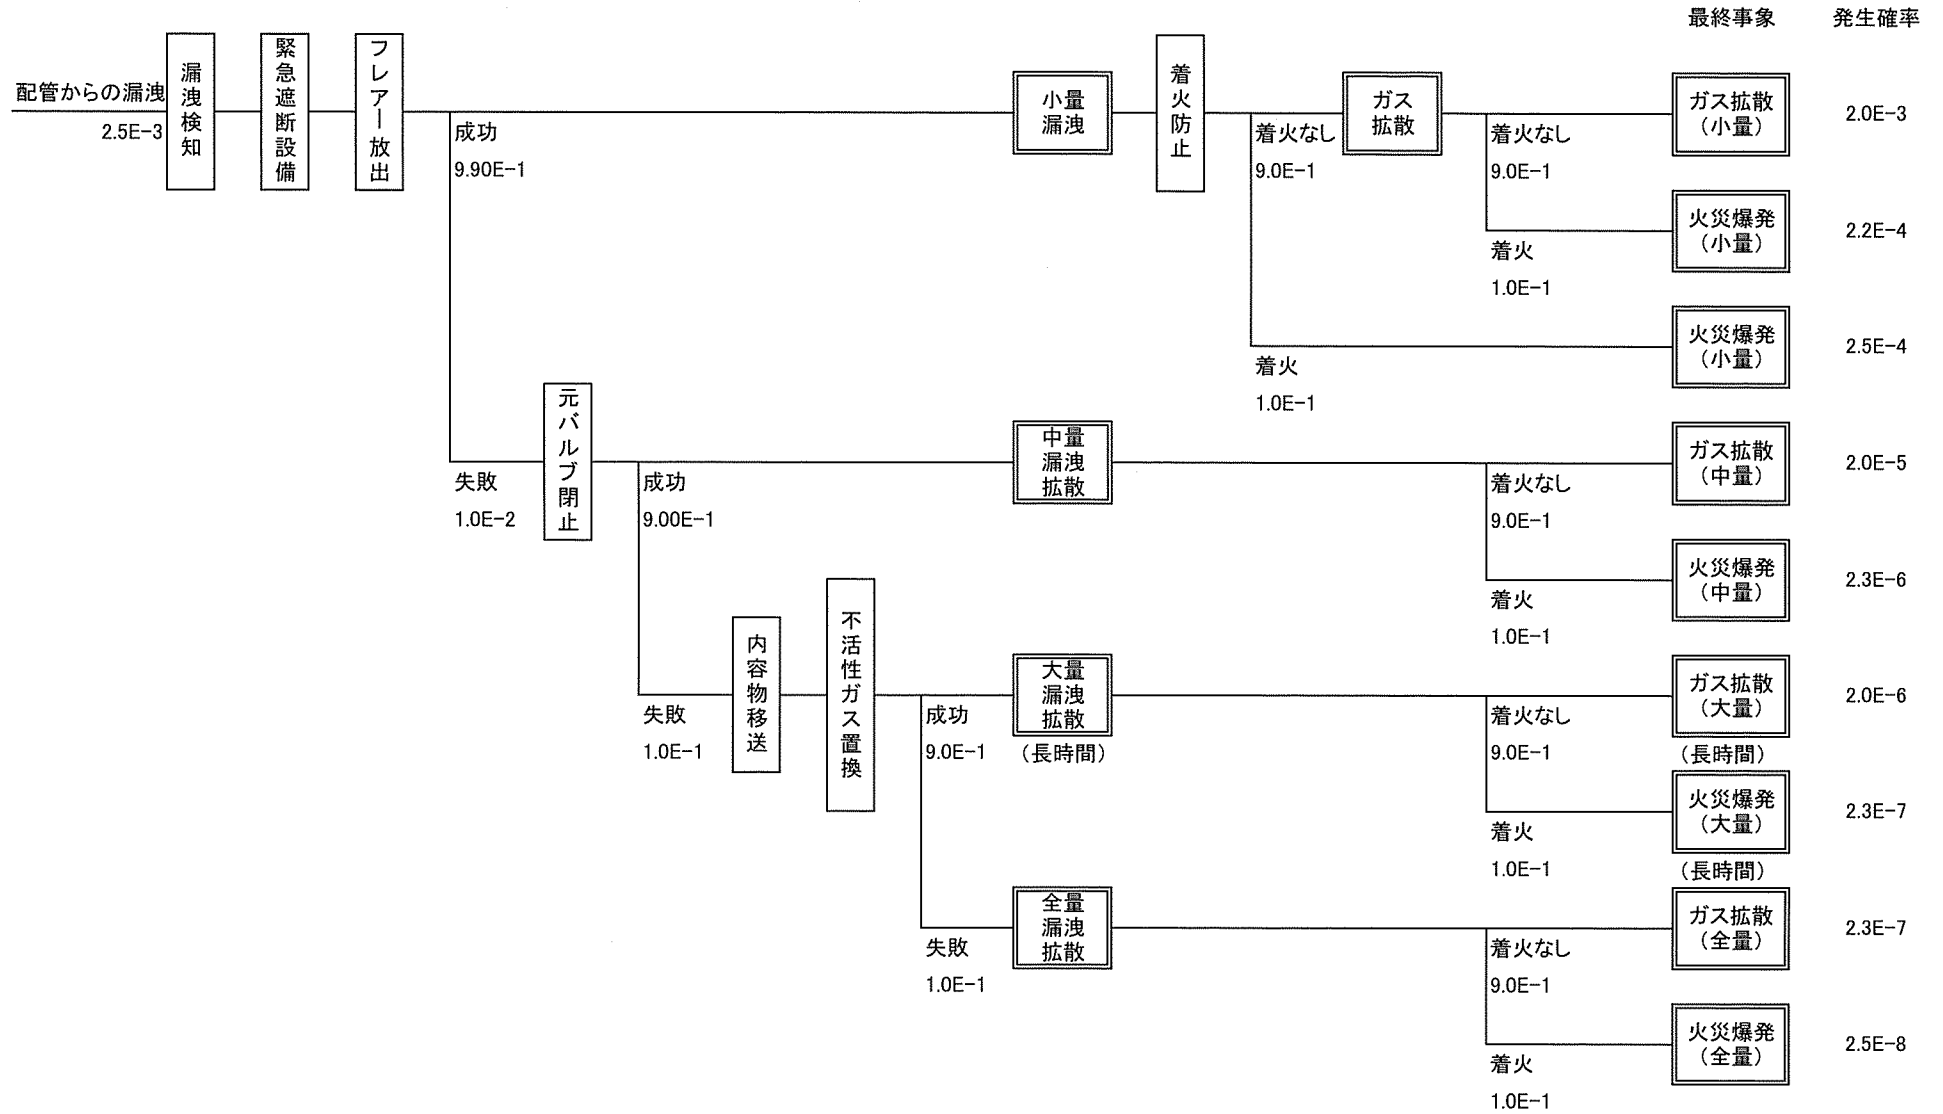 最終事象 発生確率
配管からの漏洩
2.5E-3
漏洩検知
緊急遮断設備
フレアー放出
成功
9.90E-1
小量
漏洩
着火防止
着火なし
9.0E-1
ガス
拡散
着火なし
9.0E-1
ガス拡散
(小量)
2.0E-3
着火
1.0E-1
火災爆発
(小量)
2.2E-4
着火
1.0E-1
火災爆発
(小量)
2.5E-4
失敗
1.0E-2
元バルブ閉止
成功
9.00E-1
中量
漏洩
拡散
着火なし
9.0E-1
ガス拡散
(中量)
2.0E-5
着火
1.0E-1
火災爆発
(中量)
2.3E-6
失敗
1.0E-1
内容物移送
不活性ガス置換
成功
9.0E-1
大量
漏洩
拡散
(長時間)
着火なし
9.0E-1
ガス拡散
(大量)
(長時間)
2.0E-6
着火
1.0E-1
火災爆発
(大量)
(長時間)
2.3E-7
失敗
1.0E-1
全量
漏洩
拡散
着火なし
9.0E-1
ガス拡散
(全量)
2.3E-7
着火
1.0E-1
火災爆発
(全量)
2.5E-8